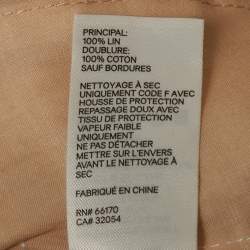 PRINCIPAL:
100% LIN
DOUBLURE:
100% COTON
SAUF BORDURES
NETTOYAGE À SEC
UNIQUEMENT CODE F AVEC
HOUSSE DE PROTECTION
REPASSAGE DOUX AVEC
TISSU DE PROTECTION
VAPEUR FAIBLE
UNIQUEMENT
NE PAS DÉTACHER
METTRE SUR L'ENVERS
AVANT LE NETTOYAGE À
SEC
FABRIQUÉ EN CHINE
RN# 66170
CA# 32054